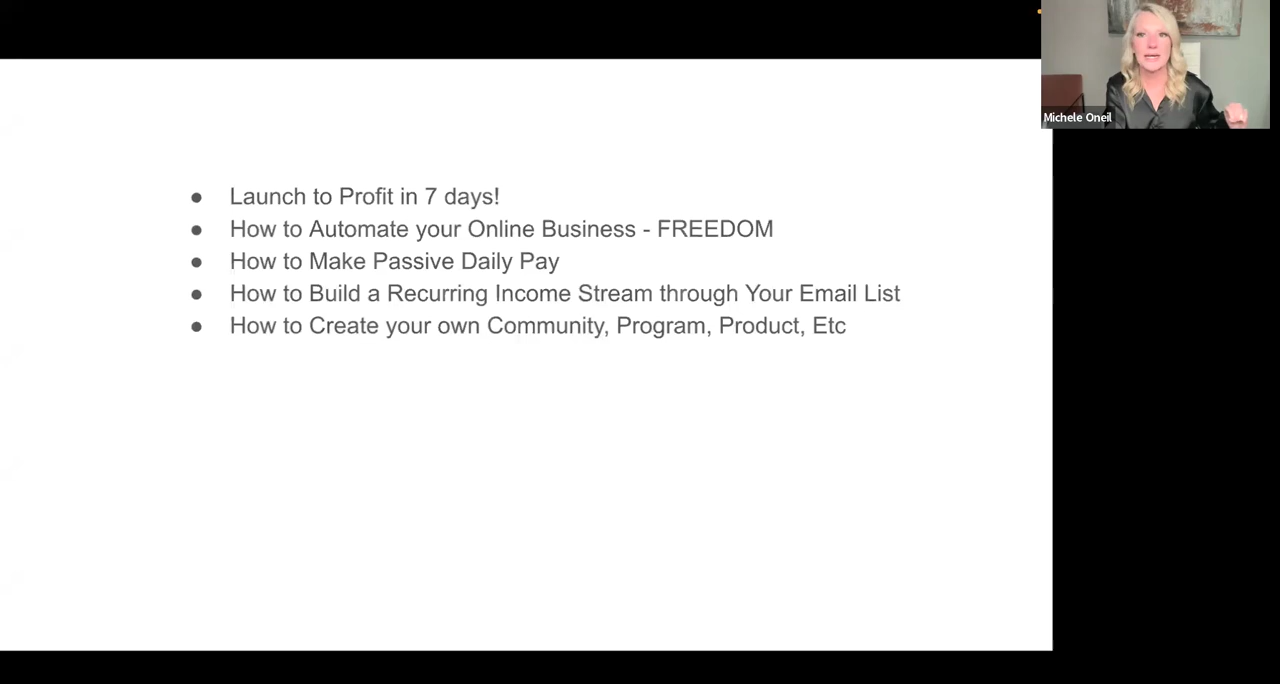 Michele Oneil
● Launch to Profit in 7 days!
● How to Automate your Online Business - FREEDOM
● How to Make Passive Daily Pay
● How to Build a Recurring Income Stream through Your Email List
● How to Create your own Community, Program, Product, Etc